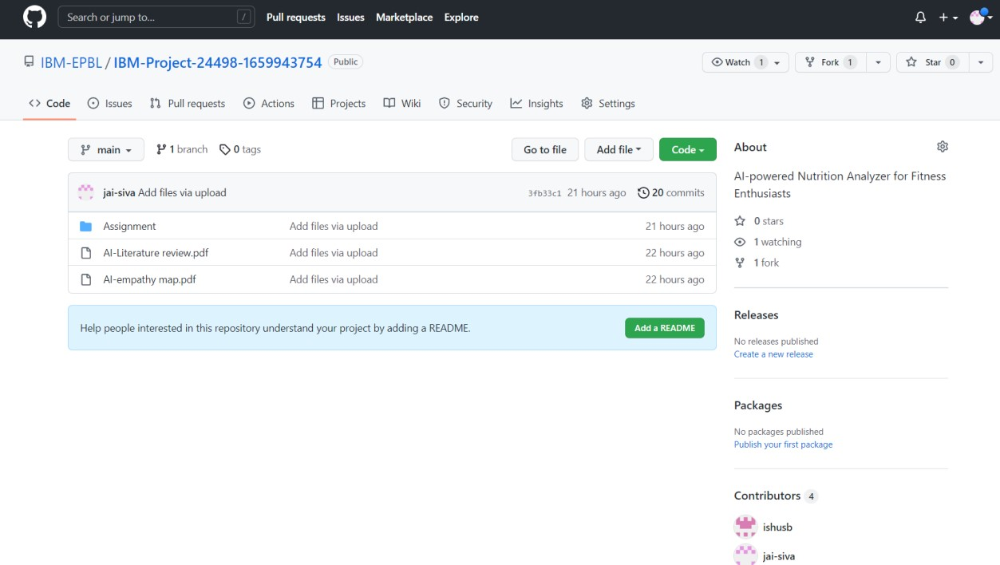 Search or jump to... /
Pull requests Issues Marketplace Explore
IBM-EPBL / IBM-Project-24498-1659943754 Public
Watch 1 Fork 1 Star 0
Code Issues Pull requests Actions Projects Wiki Security Insights Settings
main 1 branch 0 tags
Go to file Add file Code
jai-siva Add files via upload 3fb33c1 21 hours ago 20 commits
Assignment Add files via upload 21 hours ago
AI-Literature review.pdf Add files via upload 22 hours ago
AI-empathy map.pdf Add files via upload 22 hours ago
Help people interested in this repository understand your project by adding a README. Add a README
About
AI-powered Nutrition Analyzer for Fitness
Enthusiasts
0 stars
1 watching
1 fork
Releases
No releases published
Create a new release
Packages
No packages published
Publish your first package
Contributors 4
ishusb
jai-siva